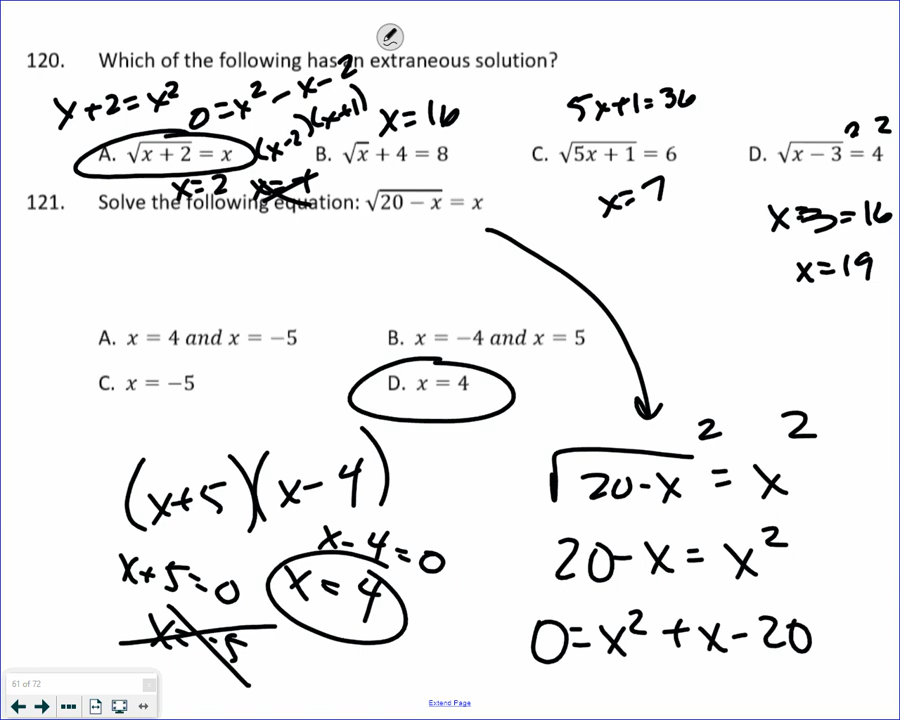 120. Which of the following has an extraneous solution?
x+2=x² 0=x²-x-2 (x-2)(x+1) x=16 5x+1=36
A. √x + 2 = x B. √x + 4 = 8 C. √5x + 1 = 6 D. √x − 3 = 4 2 2
x=2 x=-1 x=7 x-3=16
x=19
121. Solve the following equation: √20 − x = x
A. x = 4 and x = −5 B. x = −4 and x = 5
C. x = −5 D. x = 4
(x+5)(x-4)
x+5=0 x-4=0
x=-5 x=4
√20-x² = x²
20-x=x²
0=x²+x-20
61 of 72
Extend Page